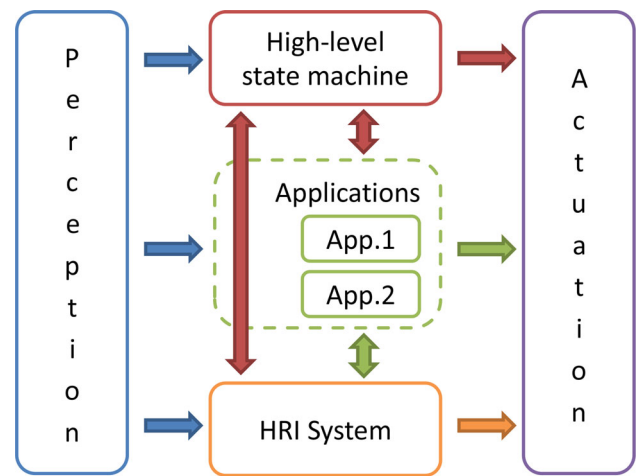 Perception
High-level
state machine
Applications
App.1
App.2
HRI System
Actuation